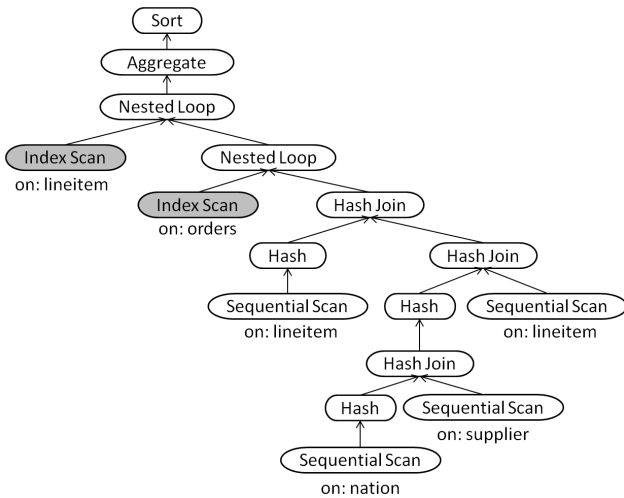 Sort
Aggregate
Nested Loop
Index Scan
on: lineitem
Nested Loop
Index Scan
on: orders
Hash Join
Hash
Hash Join
Sequential Scan
on: lineitem
Hash
Sequential Scan
on: lineitem
Hash Join
Hash
Sequential Scan
on: supplier
Sequential Scan
on: nation